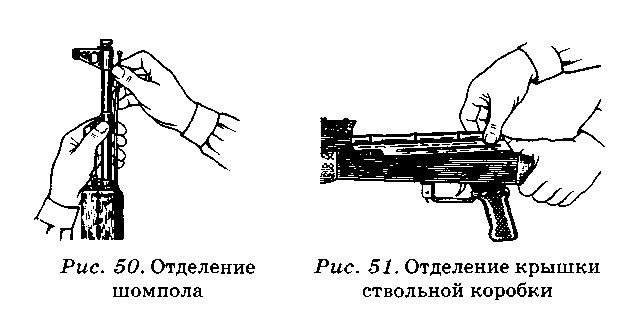 Рис. 50. Отделение
шомпола
Рис. 51. Отделение крышки
ствольной коробки